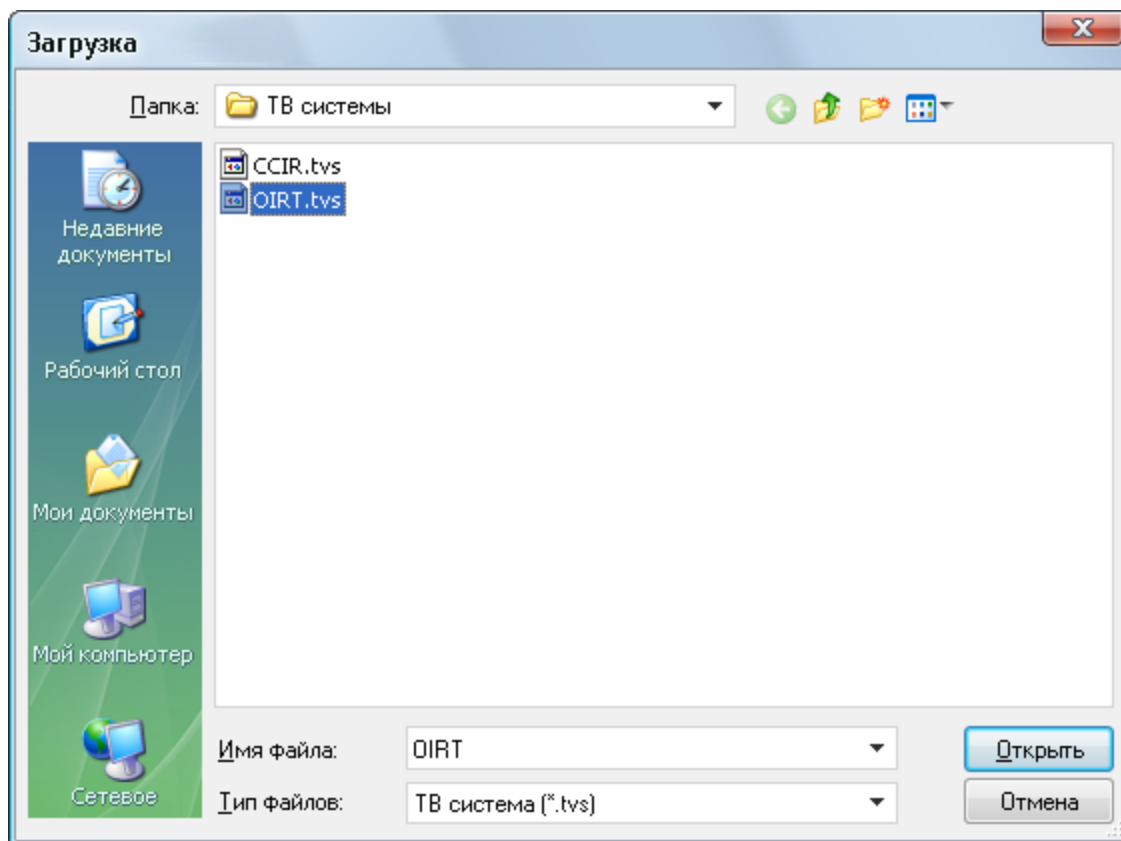 Загрузка
Папка:
ТВ системы
CCIR.tvs
OIRT.tvs
Недавние
документы
Рабочий стол
Мои документы
Мой компьютер
Сетевое
Имя файла:
OIRT
Открыть
Тип файлов:
ТВ система (*.tvs)
Отмена